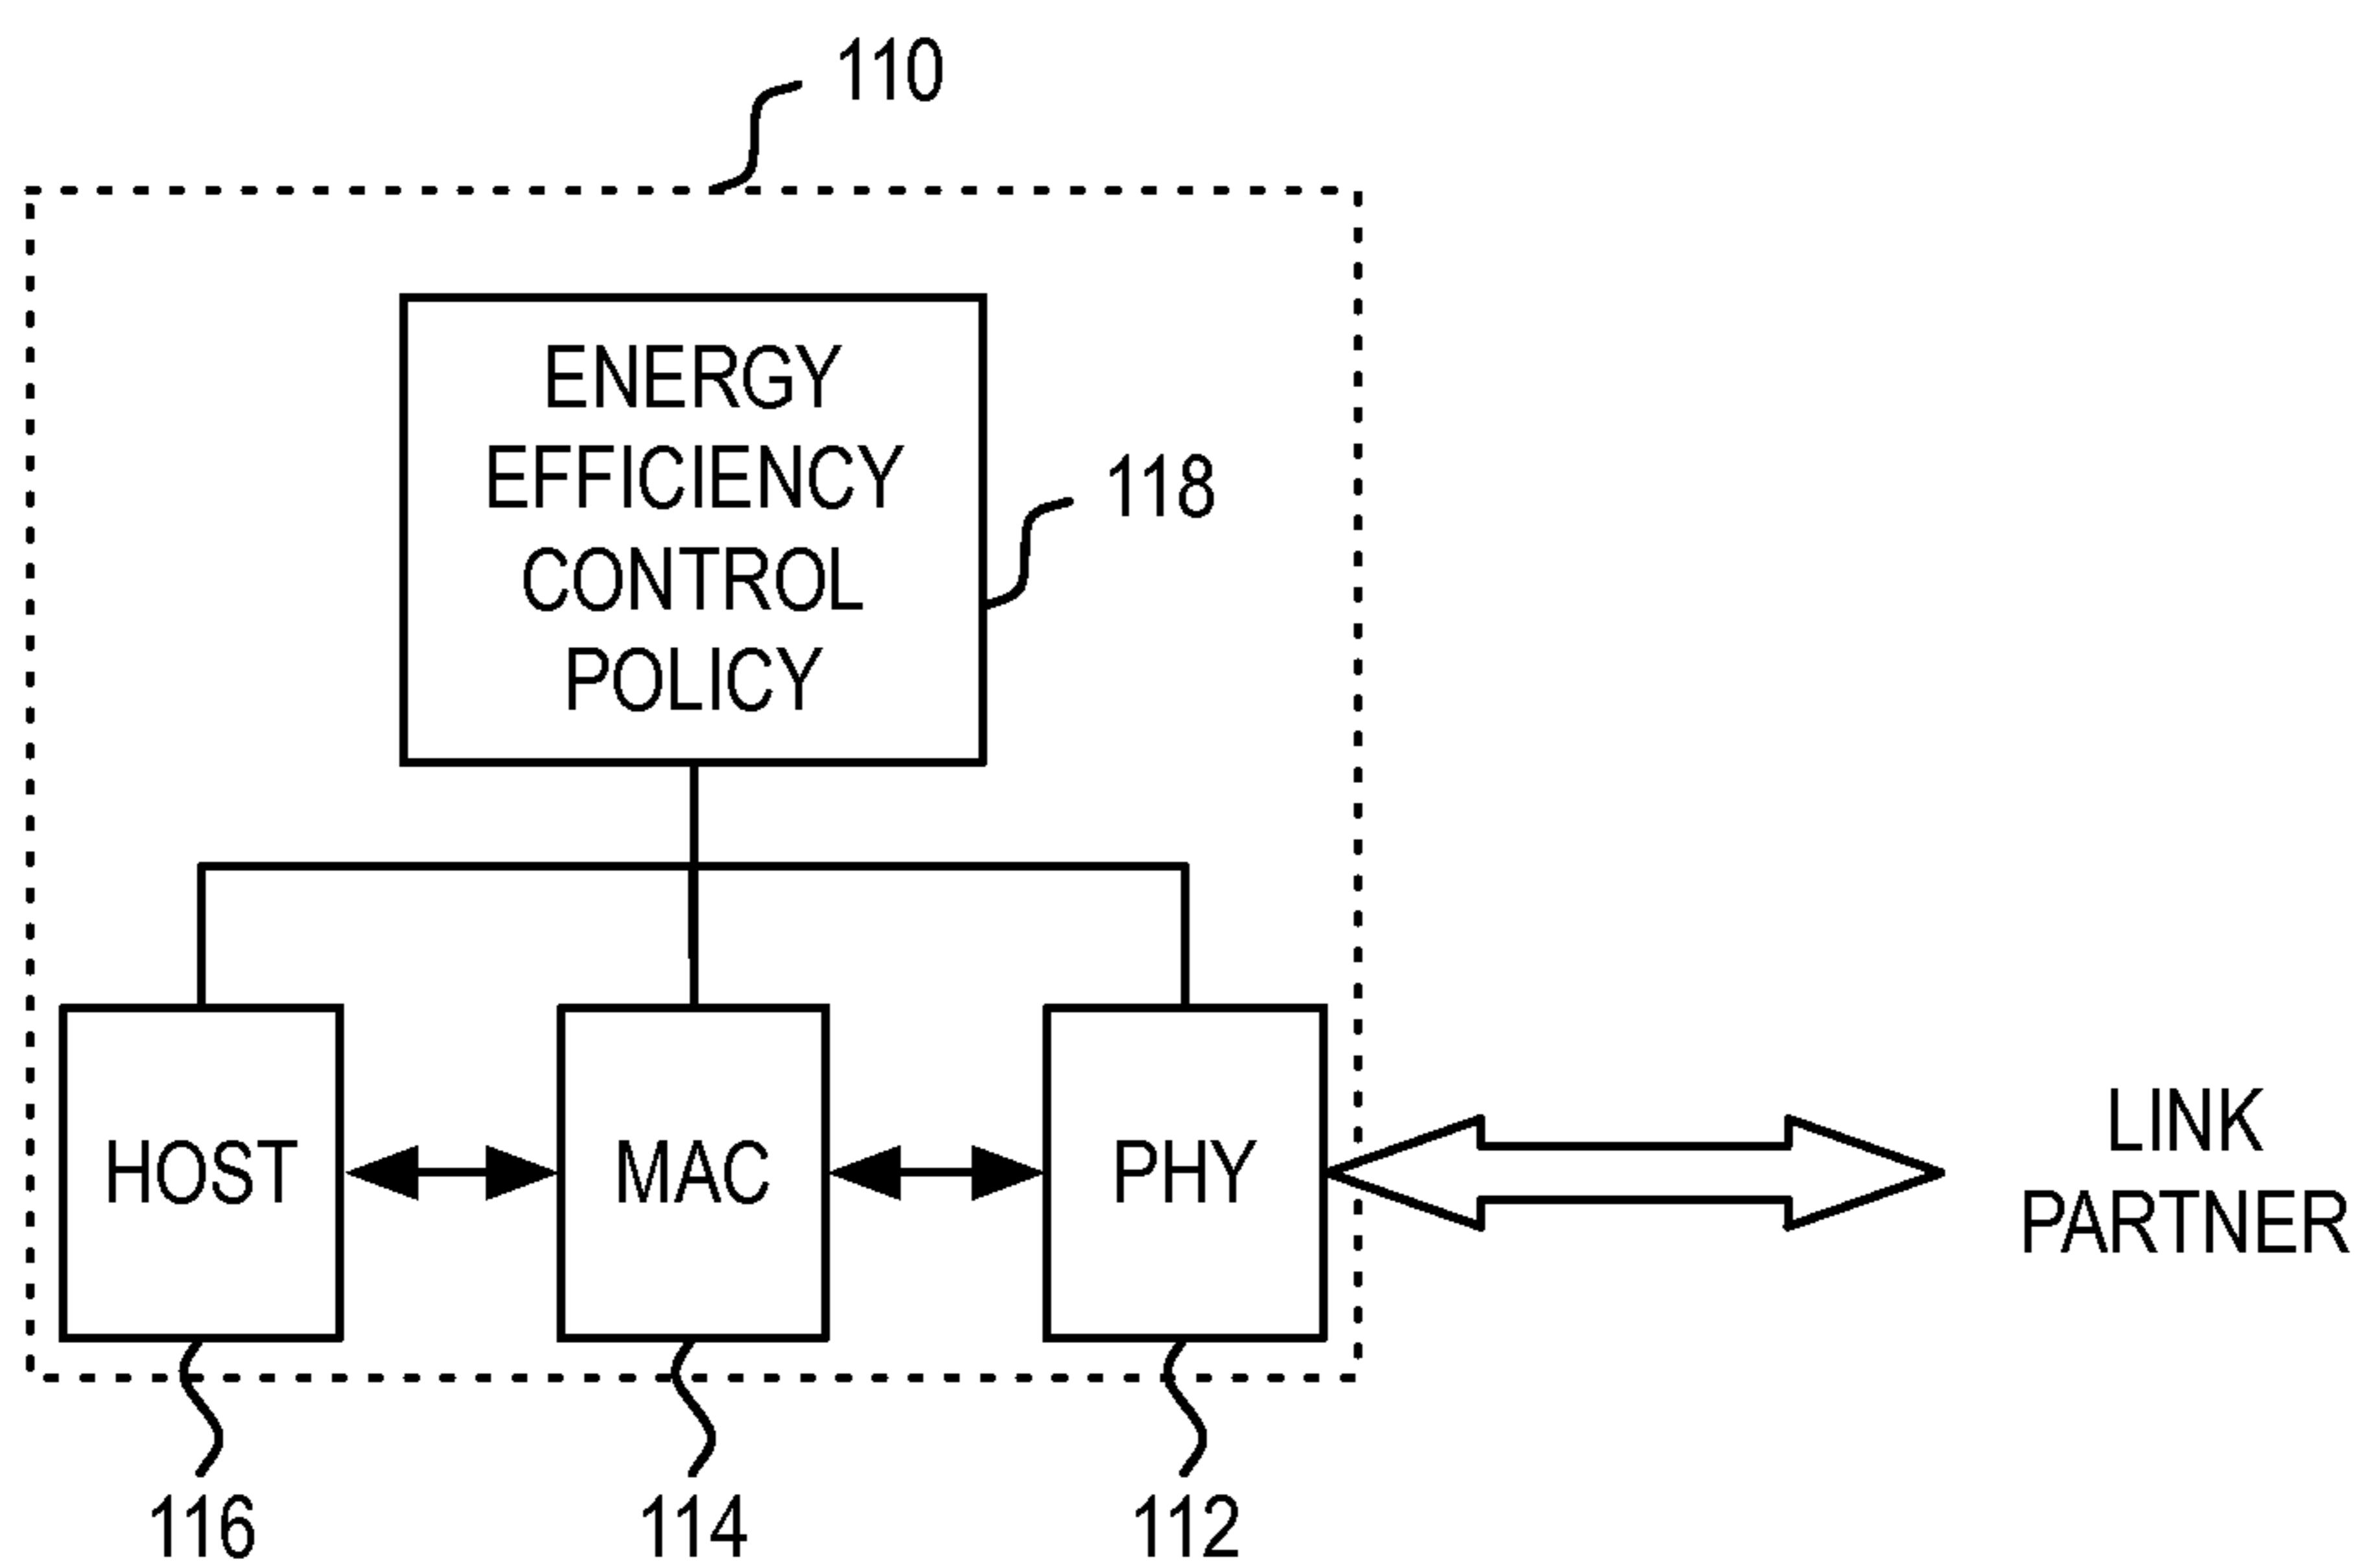 110
ENERGY
EFFICIENCY
CONTROL
POLICY
118
HOST
MAC
PHY
LINK
PARTNER
116
114
112